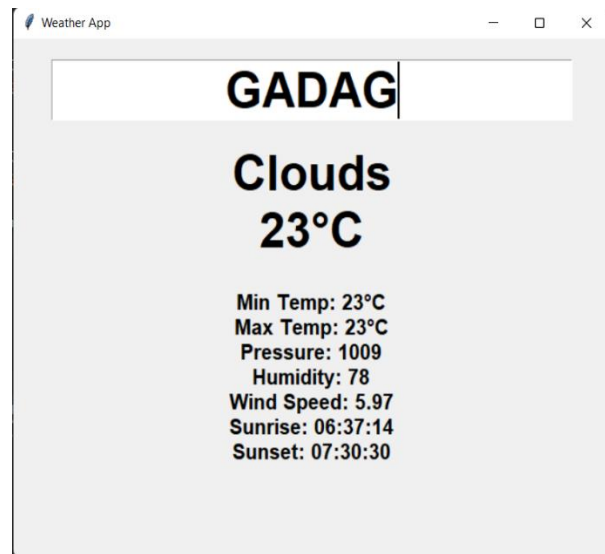 Weather App
GADAG
Clouds
23°C
Min Temp: 23°C
Max Temp: 23°C
Pressure: 1009
Humidity: 78
Wind Speed: 5.97
Sunrise: 06:37:14
Sunset: 07:30:30